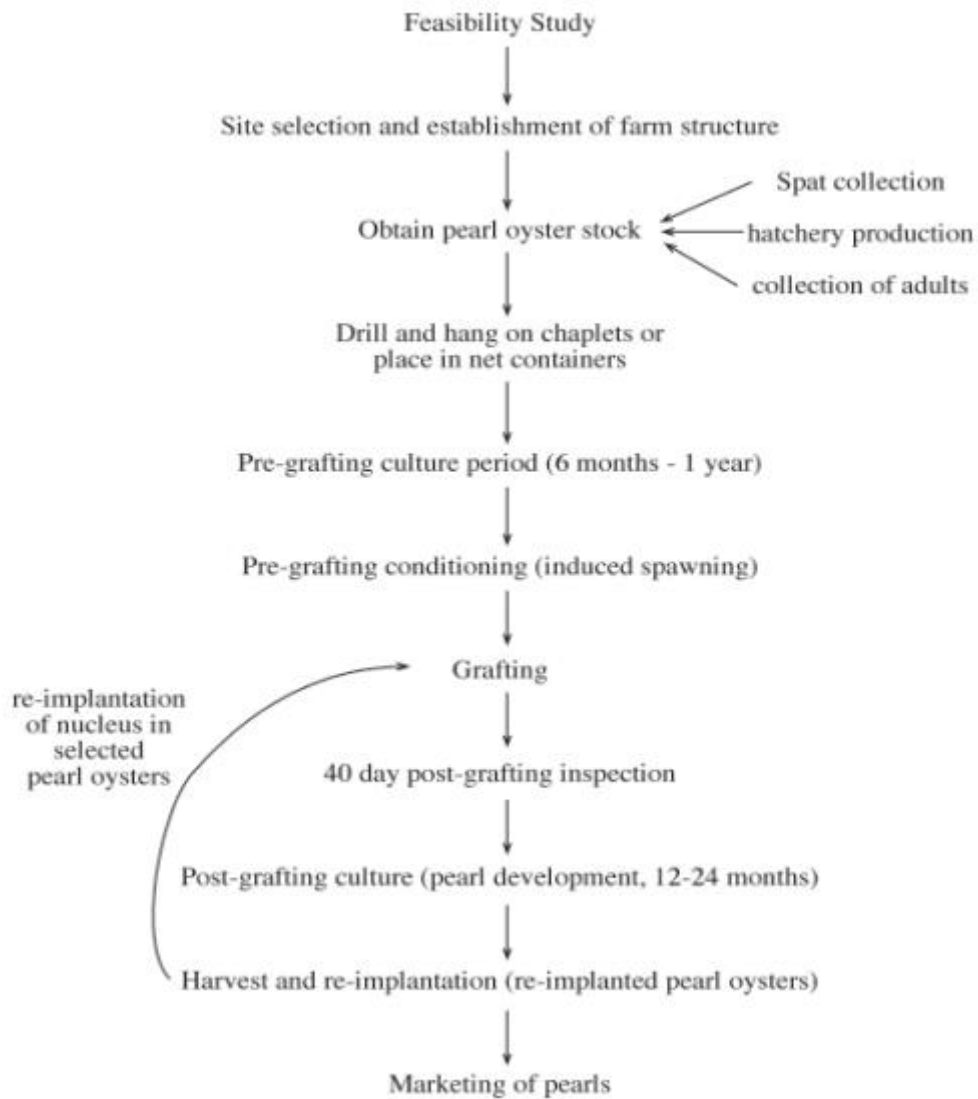 Feasibility Study
Site selection and establishment of farm structure
Spat collection
Obtain pearl oyster stock
hatchery production
collection of adults
Drill and hang on chaplets or
place in net containers
Pre-grafting culture period (6 months - 1 year)
Pre-grafting conditioning (induced spawning)
Grafting
re-implantation
of nucleus in
selected
pearl oysters
40 day post-grafting inspection
Post-grafting culture (pearl development, 12-24 months)
Harvest and re-implantation (re-implanted pearl oysters)
Marketing of pearls